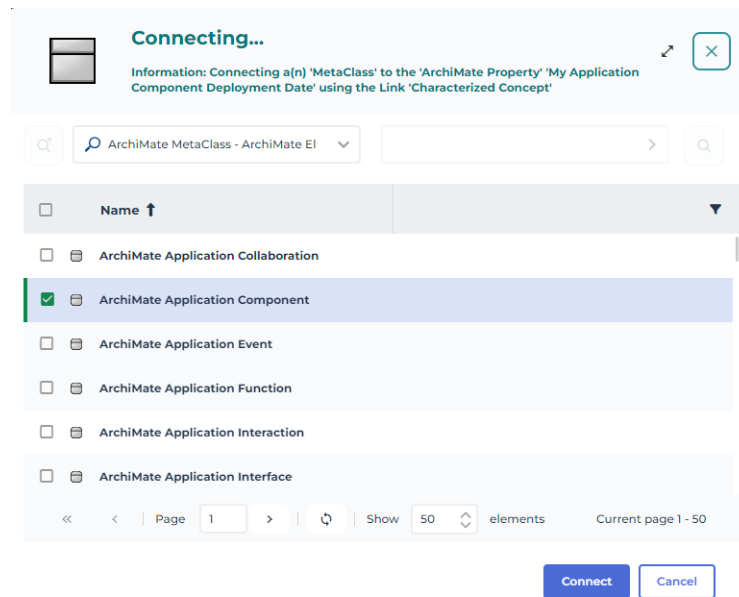 Connecting...
Information: Connecting a(n) 'MetaClass' to the 'ArchiMate Property' 'My Application
Component Deployment Date' using the Link 'Characterized Concept'
ArchiMate MetaClass - ArchiMate El
Name
ArchiMate Application Collaboration
ArchiMate Application Component
ArchiMate Application Event
ArchiMate Application Function
ArchiMate Application Interaction
ArchiMate Application Interface
Page 1 Show 50 elements Current page 1 - 50
Connect Cancel